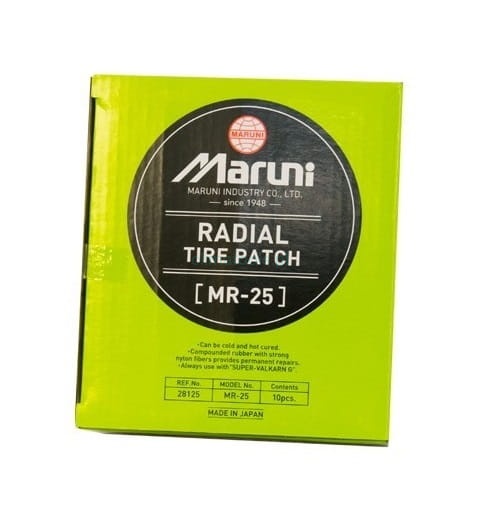 MARUNI
Maruni
MARUNI INDUSTRY CO., LTD.
since 1948
RADIAL
TIRE PATCH
[MR-25]
•Can be cold and hot cured.
•Compounded rubber with strong
nylon fibers provides permanent repairs.
•Always use with "SUPER-VALKARN G".
REF.No. MODEL No. Contents
28125 MR-25 10pcs.
MADE IN JAPAN